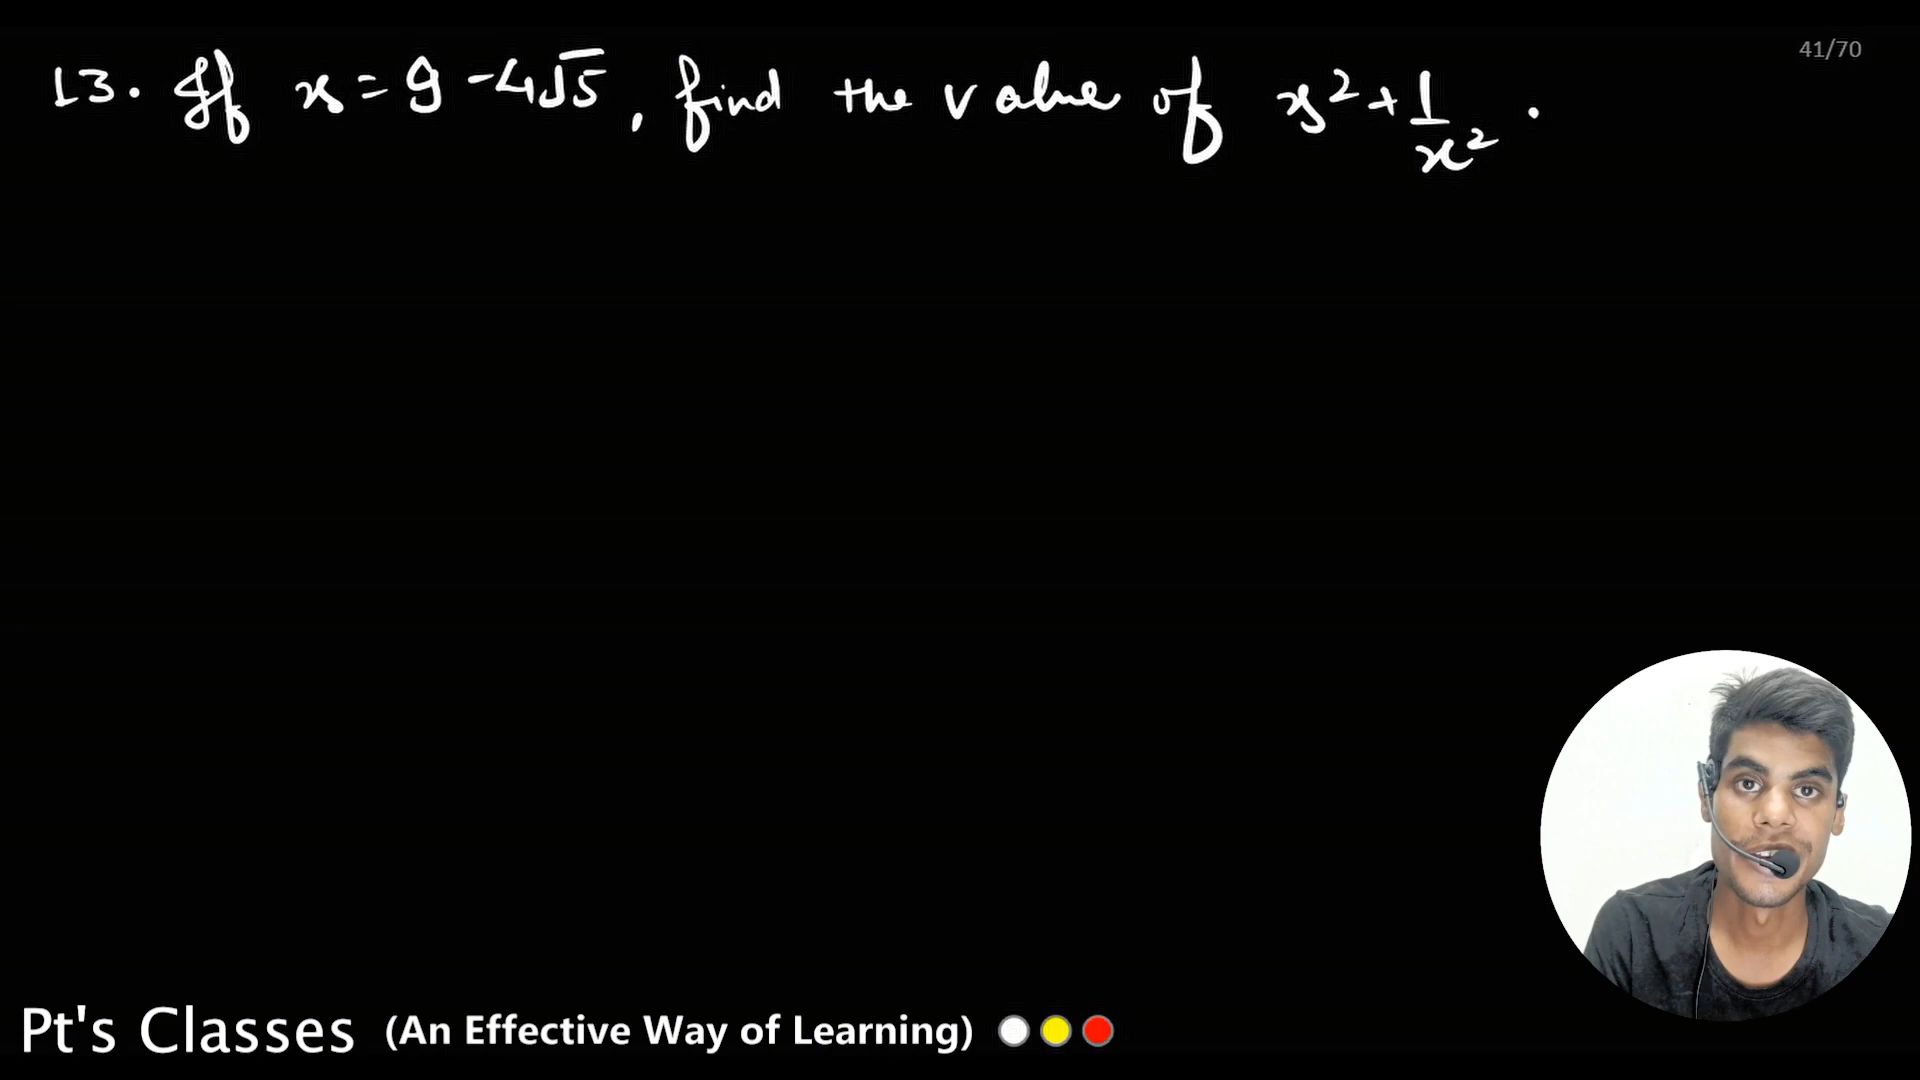 13. If x = 9 - 4√5, find the value of x² + 1/x².
41/70
Pt's Classes (An Effective Way of Learning)